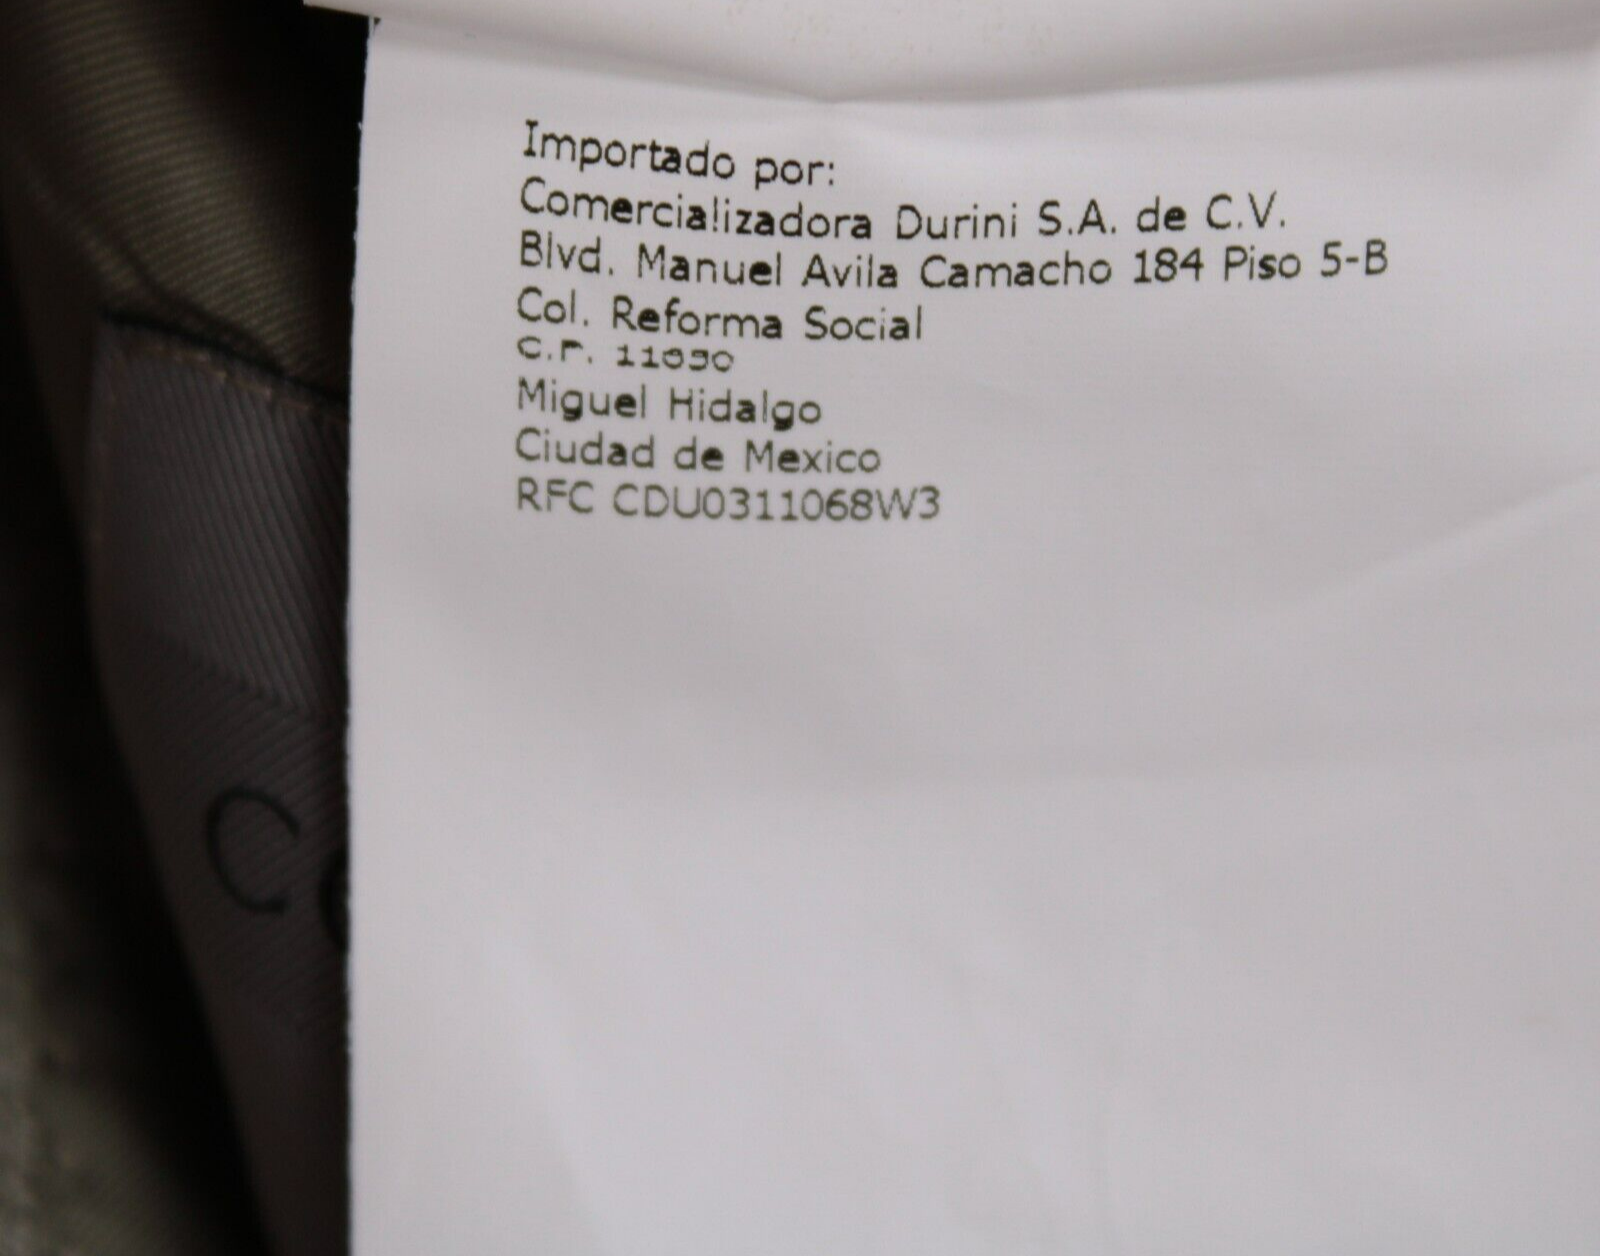 Importado por:
Comercializadora Durini S.A. de C.V.
Blvd. Manuel Avila Camacho 184 Piso 5-B
Col. Reforma Social
C.P.
Miguel Hidalgo
Ciudad de Mexico
RFC CDU0311068W3